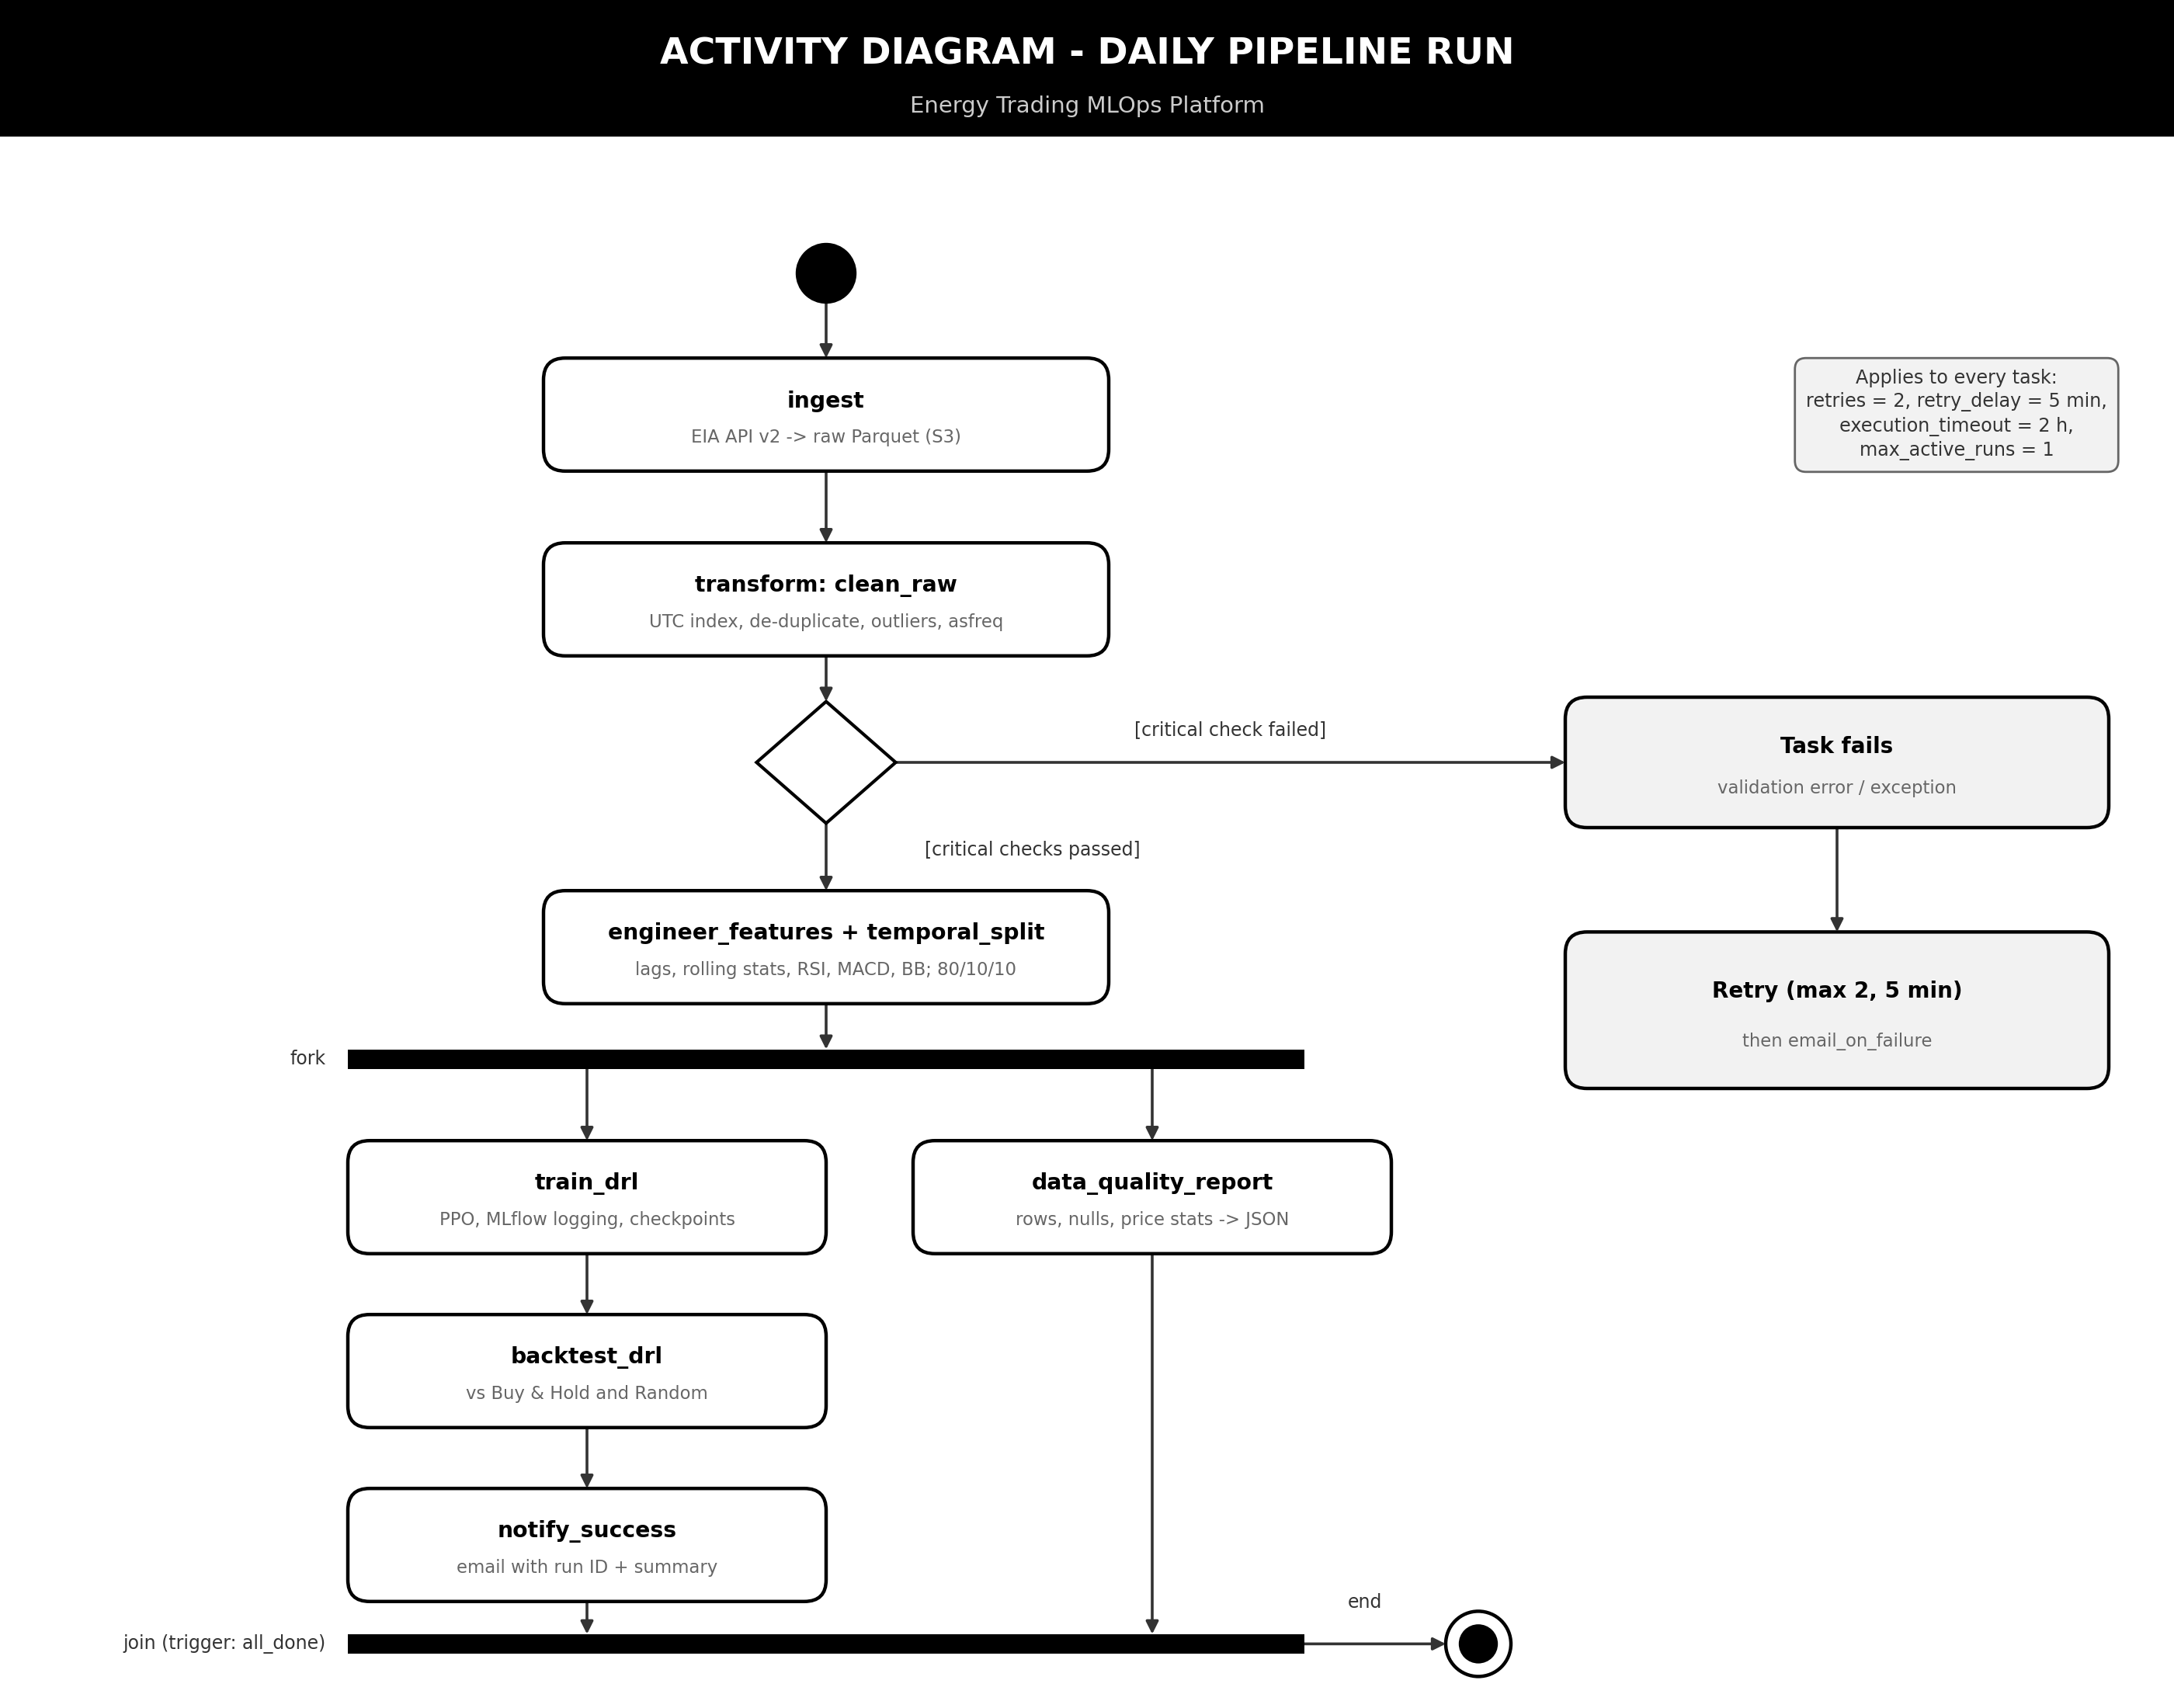 ACTIVITY DIAGRAM - DAILY PIPELINE RUN
Energy Trading MLOps Platform
ingest
EIA API v2 -> raw Parquet (S3)
Applies to every task:
retries = 2, retry_delay = 5 min,
execution_timeout = 2 h,
max_active_runs = 1
transform: clean_raw
UTC index, de-duplicate, outliers, asfreq
[critical check failed]
Task fails
validation error / exception
[critical checks passed]
engineer_features + temporal_split
lags, rolling stats, RSI, MACD, BB; 80/10/10
Retry (max 2, 5 min)
then email_on_failure
fork
train_drl
PPO, MLflow logging, checkpoints
data_quality_report
rows, nulls, price stats -> JSON
backtest_drl
vs Buy & Hold and Random
notify_success
email with run ID + summary
end
join (trigger: all_done)